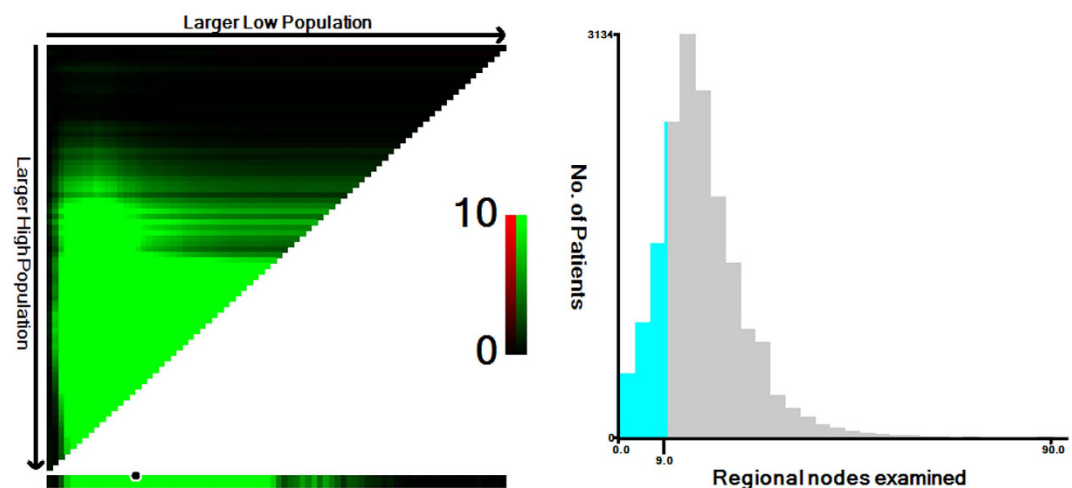 Larger Low Population
Larger High Population
10
0
3134
0
No. of Patients
0.0
9.0
90.0
Regional nodes examined